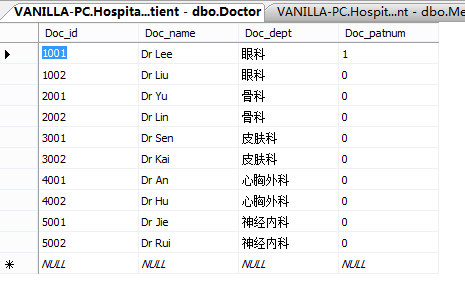 VANILLA-PC.Hospita...tient - dbo.Doctor VANILLA-PC.Hospit...nt - dbo.Me
Doc_id Doc_name Doc_dept Doc_patnum
1001 Dr Lee 眼科 1
1002 Dr Liu 眼科 0
2001 Dr Yu 骨科 0
2002 Dr Lin 骨科 0
3001 Dr Sen 皮肤科 0
3002 Dr Kai 皮肤科 0
4001 Dr An 心胸外科 0
4002 Dr Hu 心胸外科 0
5001 Dr Jie 神经内科 0
5002 Dr Rui 神经内科 0
NULL NULL NULL NULL